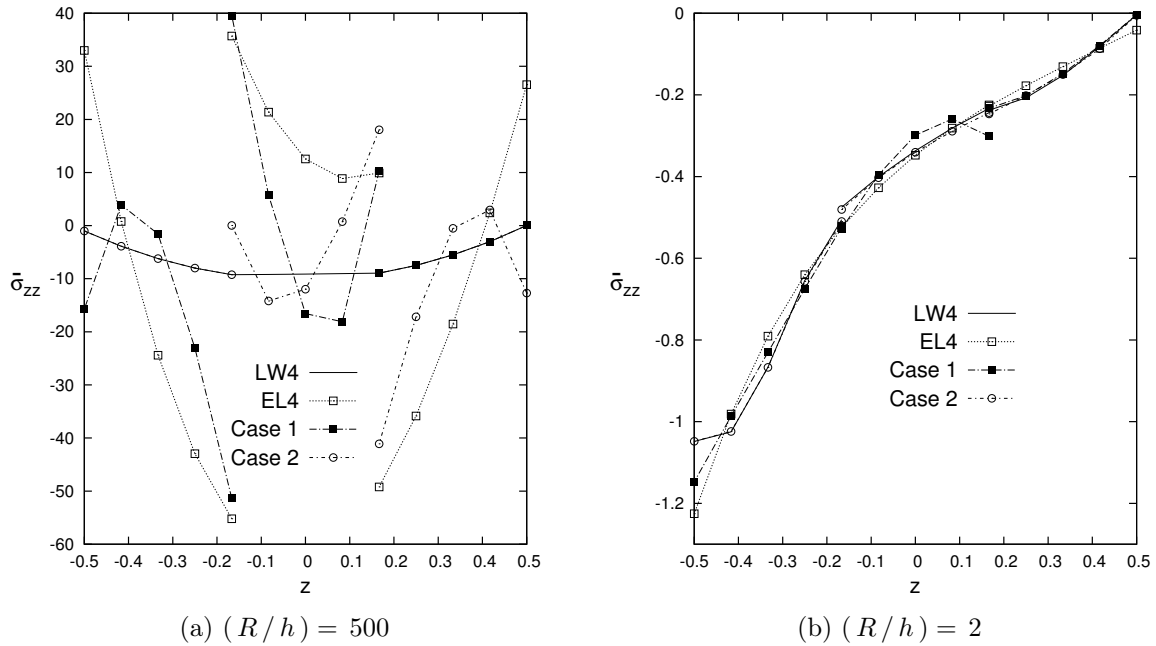 40
30
20
10
0
-10
-20
-30
-40
-50
-60
σ̄zz
-0.5 -0.4 -0.3 -0.2 -0.1 0 0.1 0.2 0.3 0.4 0.5
z
LW4
EL4
Case 1
Case 2
(a) (R/h) = 500
0
-0.2
-0.4
-0.6
-0.8
-1
-1.2
σ̄zz
-0.5 -0.4 -0.3 -0.2 -0.1 0 0.1 0.2 0.3 0.4 0.5
z
LW4
EL4
Case 1
Case 2
(b) (R/h) = 2